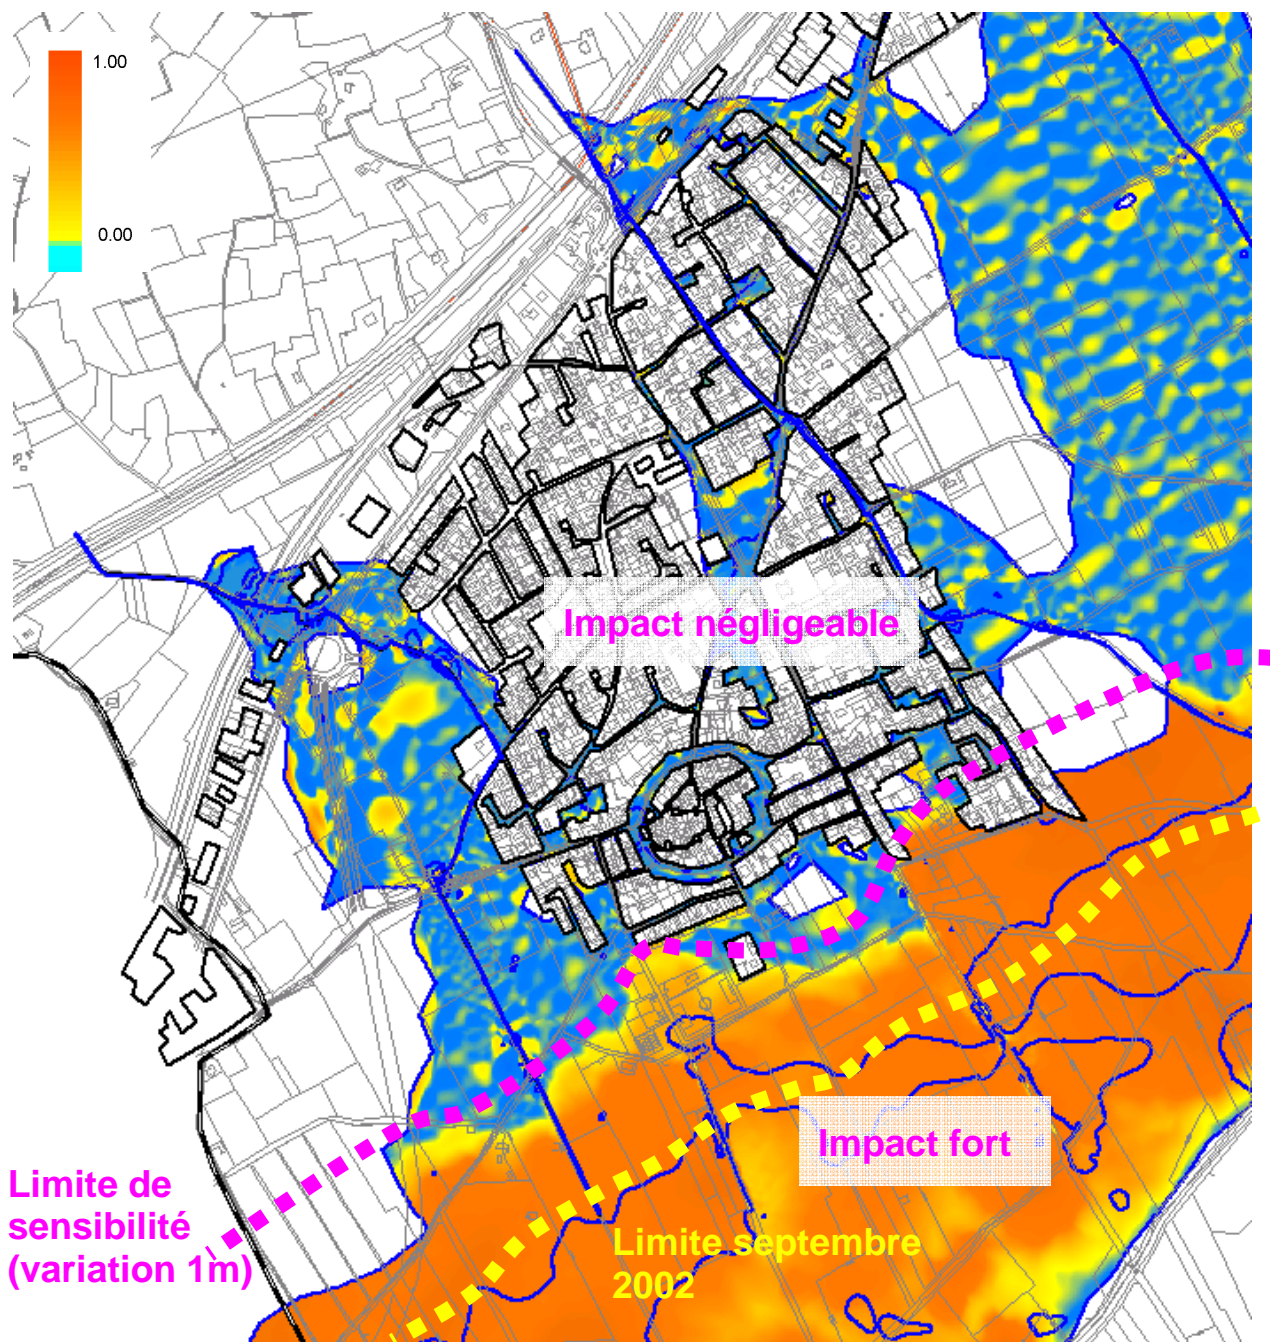 1.00
0.00
Impact négligeable
Impact fort
Limite de
sensibilité
(variation 1m)
Limite septembre
2002